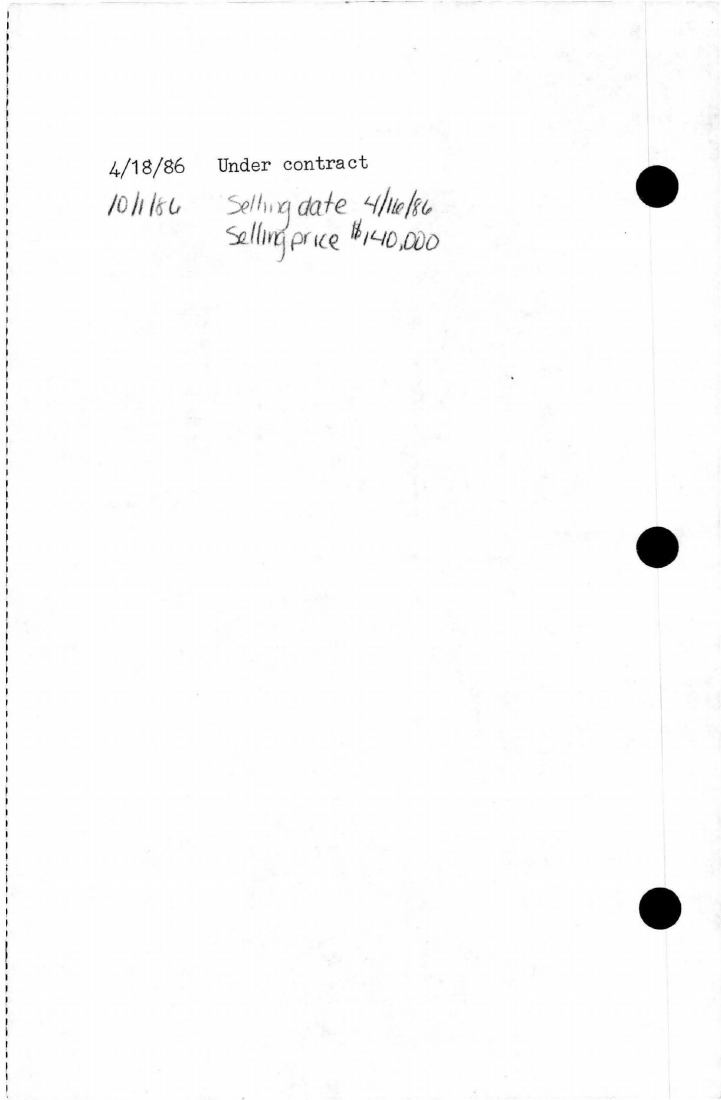 4/18/86 Under contract
10/1/86 Selling date 4/16/86
Selling price $140,000